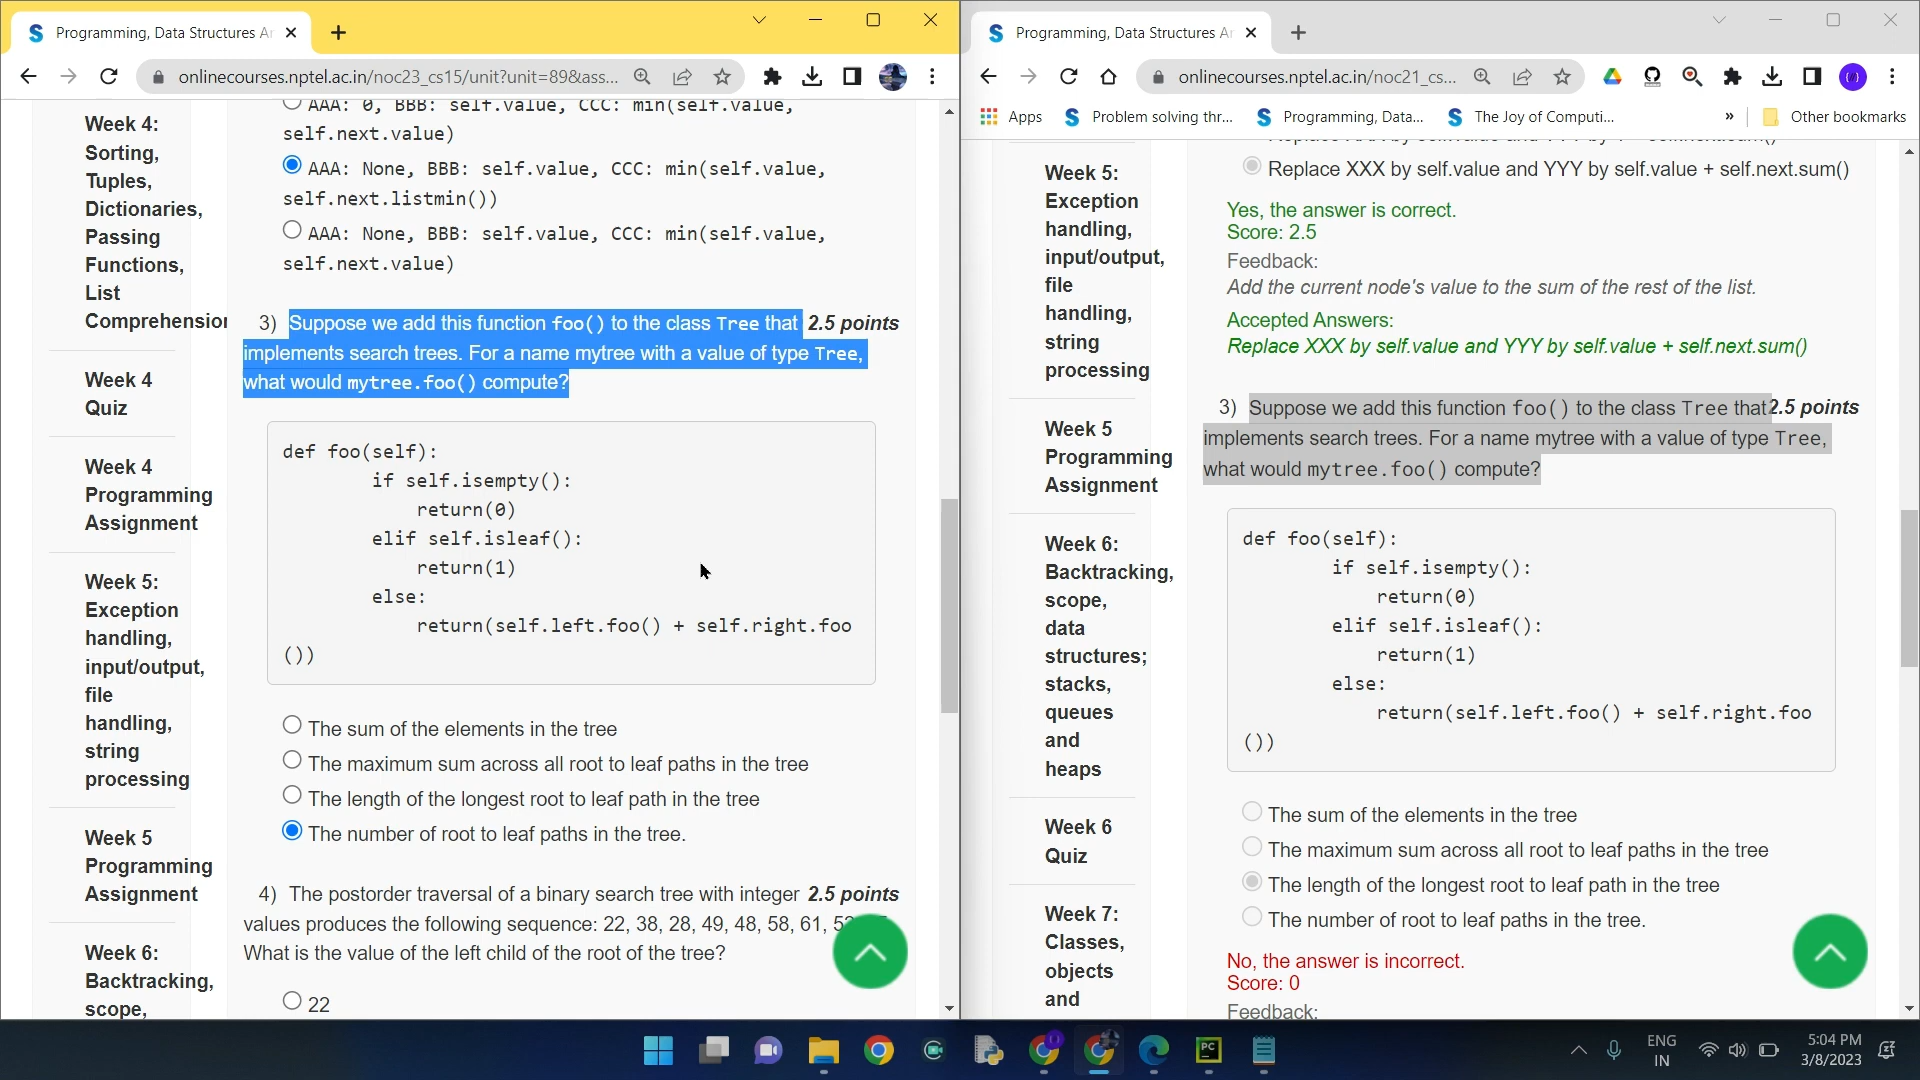 Programming, Data Structures Ar
onlinecourses.nptel.ac.in/noc23_cs15/unit?unit=89&ass...
Week 4:
Sorting,
Tuples,
Dictionaries,
Passing
Functions,
List
Comprehension
Week 4
Quiz
Week 4
Programming
Assignment
Week 5:
Exception
handling,
input/output,
file
handling,
string
processing
Week 5
Programming
Assignment
Week 6:
Backtracking,
scope,
AAA: 0, BBB: self.value, CCC: min(self.value,
self.next.value)
AAA: None, BBB: self.value, CCC: min(self.value,
self.next.listmin())
AAA: None, BBB: self.value, CCC: min(self.value,
self.next.value)
3) Suppose we add this function foo() to the class Tree that 2.5 points
implements search trees. For a name mytree with a value of type Tree,
what would mytree.foo() compute?
def foo(self):
if self.isempty():
return(0)
elif self.isleaf():
return(1)
else:
return(self.left.foo() + self.right.foo
())
The sum of the elements in the tree
The maximum sum across all root to leaf paths in the tree
The length of the longest root to leaf path in the tree
The number of root to leaf paths in the tree.
4) The postorder traversal of a binary search tree with integer 2.5 points
values produces the following sequence: 22, 38, 28, 49, 48, 58, 61,
What is the value of the left child of the root of the tree?
22
Programming, Data Structures Ar
onlinecourses.nptel.ac.in/noc21_cs...
Apps
Problem solving thr...
Programming, Data...
The Joy of Computi...
»
Other bookmarks
Week 5:
Exception
handling,
input/output,
file
handling,
string
processing
Week 5
Programming
Assignment
Week 6:
Backtracking,
scope,
data
structures;
stacks,
queues
and
heaps
Week 6
Quiz
Week 7:
Classes,
objects
and
Replace XXX by self.value and YYY by self.value + self.next.sum()
Yes, the answer is correct.
Score: 2.5
Feedback:
Add the current node's value to the sum of the rest of the list.
Accepted Answers:
Replace XXX by self.value and YYY by self.value + self.next.sum()
3) Suppose we add this function foo() to the class Tree that 2.5 points
implements search trees. For a name mytree with a value of type Tree,
what would mytree.foo() compute?
def foo(self):
if self.isempty():
return(0)
elif self.isleaf():
return(1)
else:
return(self.left.foo() + self.right.foo
())
The sum of the elements in the tree
The maximum sum across all root to leaf paths in the tree
The length of the longest root to leaf path in the tree
The number of root to leaf paths in the tree.
No, the answer is incorrect.
Score: 0
Feedback:
ENG
IN
5:04 PM
3/8/2023